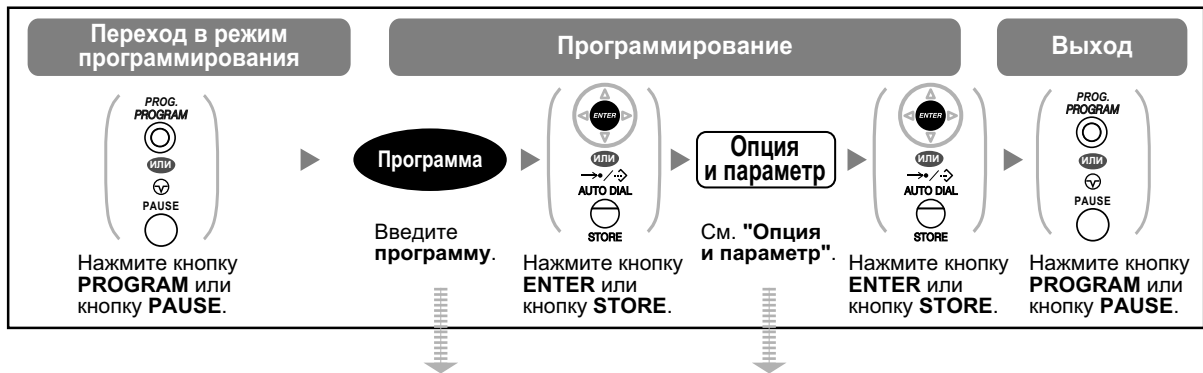 Переход в режим
программирования
Программирование
Выход
PROG.
PROGRAM
ИЛИ
PAUSE
Нажмите кнопку
PROGRAM или
кнопку PAUSE.
Программа
Введите
программу.
ENTER
ИЛИ
AUTO DIAL
STORE
Нажмите кнопку
ENTER или
кнопку STORE.
Опция
и параметр
См. "Опция
и параметр".
ENTER
ИЛИ
AUTO DIAL
STORE
Нажмите кнопку
ENTER или
кнопку STORE.
PROG.
PROGRAM
ИЛИ
PAUSE
Нажмите кнопку
PROGRAM или
кнопку PAUSE.